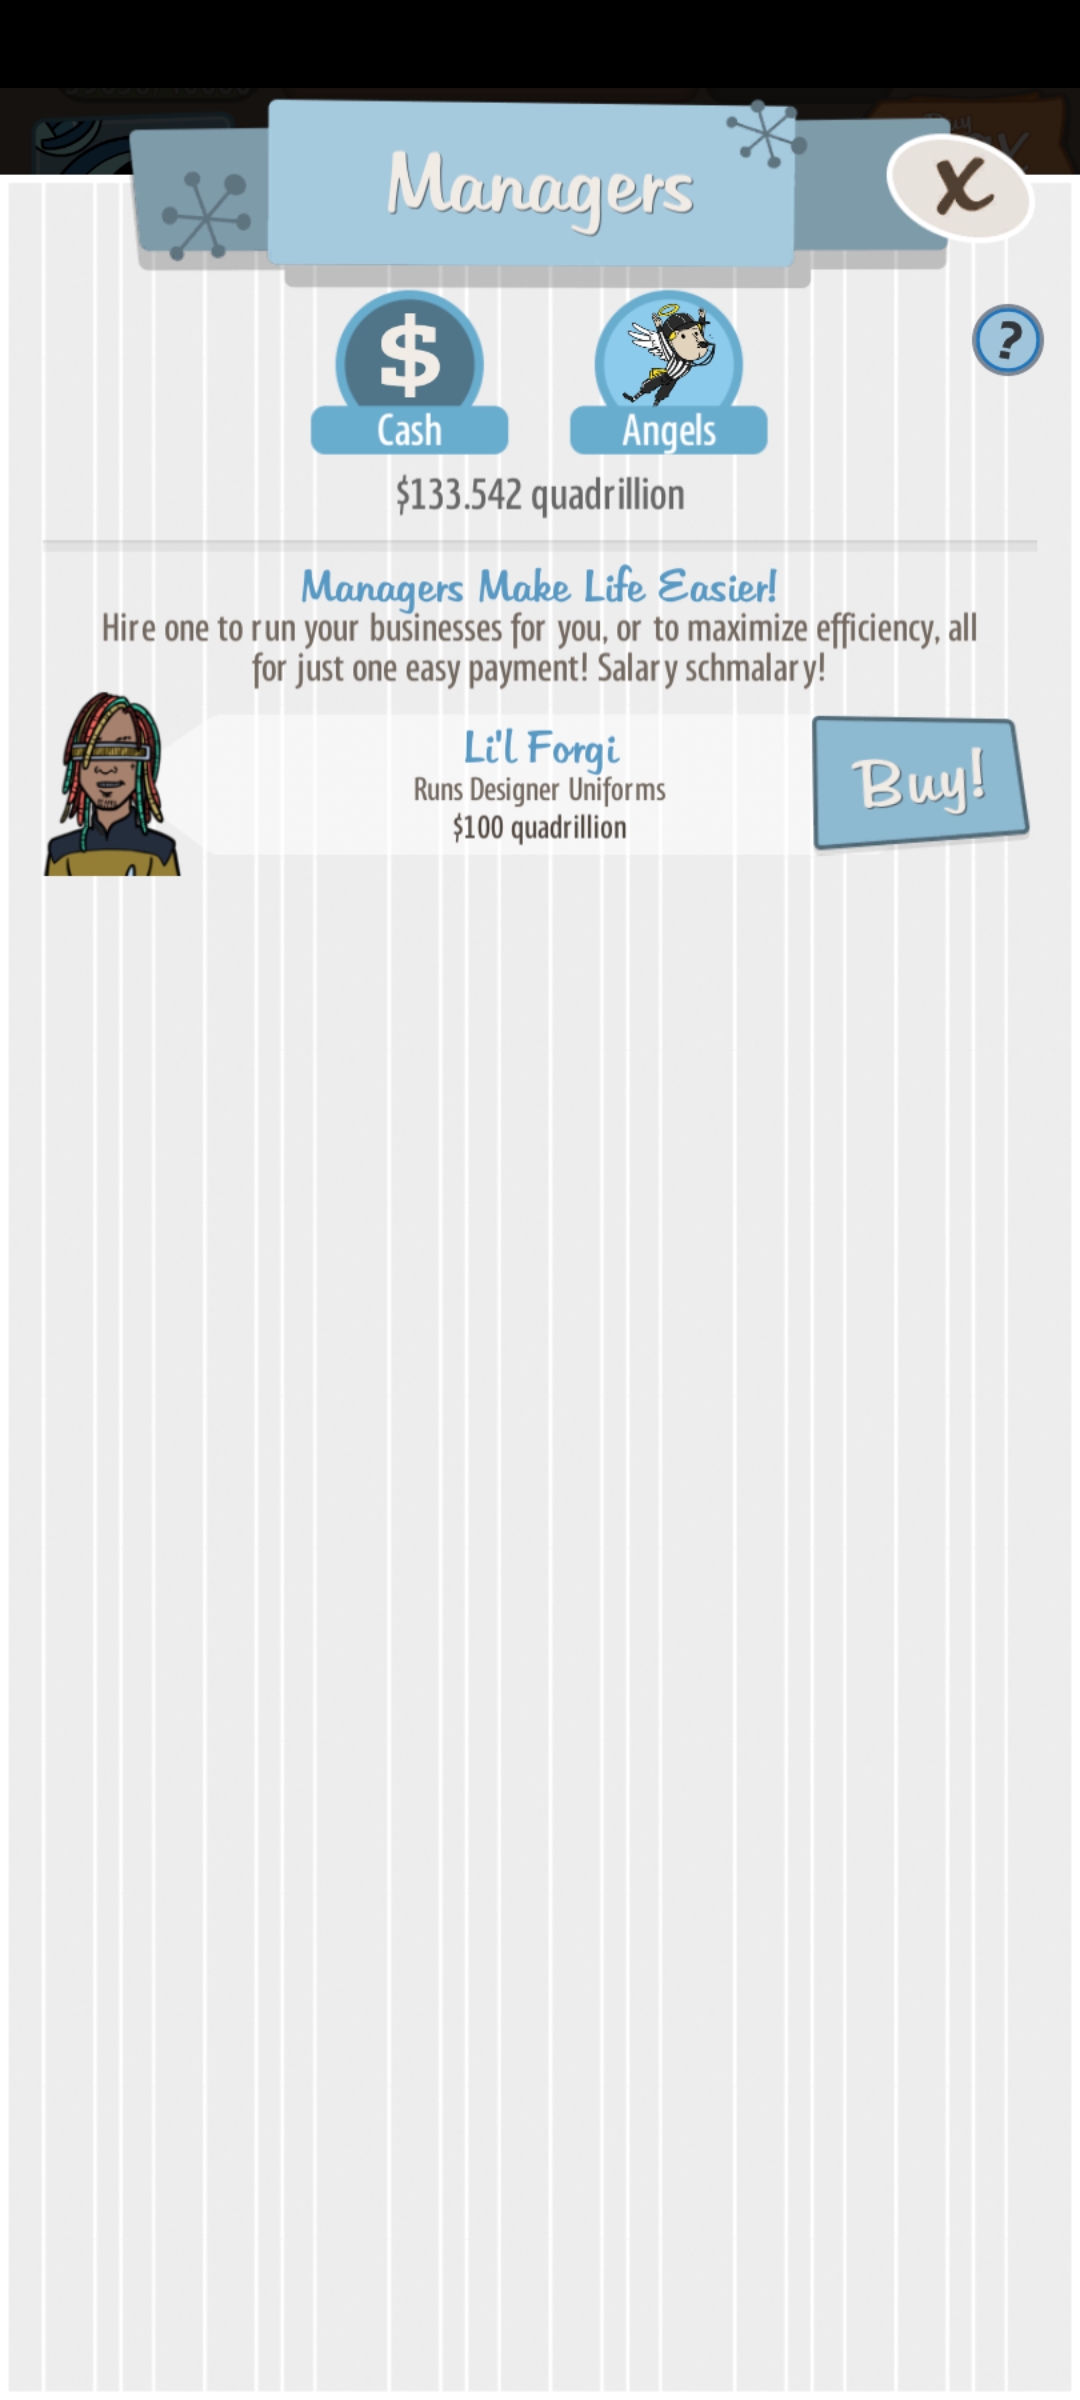 Managers
X
$
?
Cash
Angels
$133.542 quadrillion
Managers Make Life Easier!
Hire one to run your businesses for you, or to maximize efficiency, all
for just one easy payment! Salary schmalary!
Li'l Forgi
Runs Designer Uniforms
$100 quadrillion
Buy!